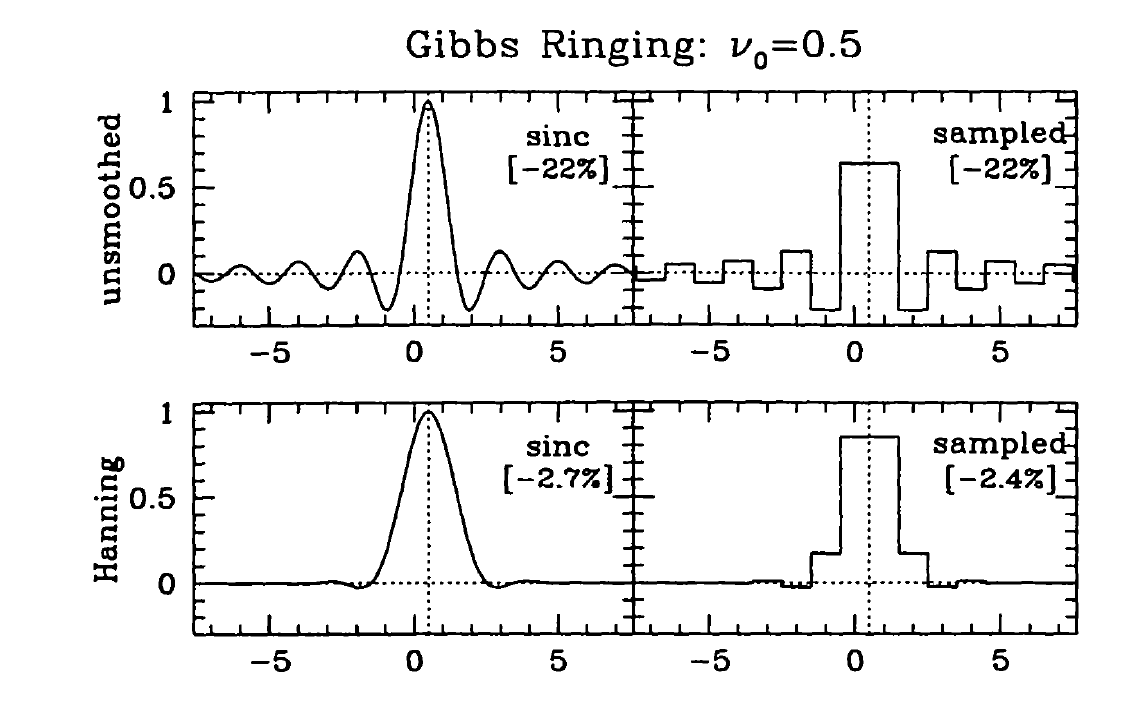 Gibbs Ringing: ν₀=0.5
unsmoothed
1
0.5
0
sinc
[-22%]
-5 0 5
sampled
[-22%]
-5 0 5
Hanning
1
0.5
0
sinc
[-2.7%]
-5 0 5
sampled
[-2.4%]
-5 0 5